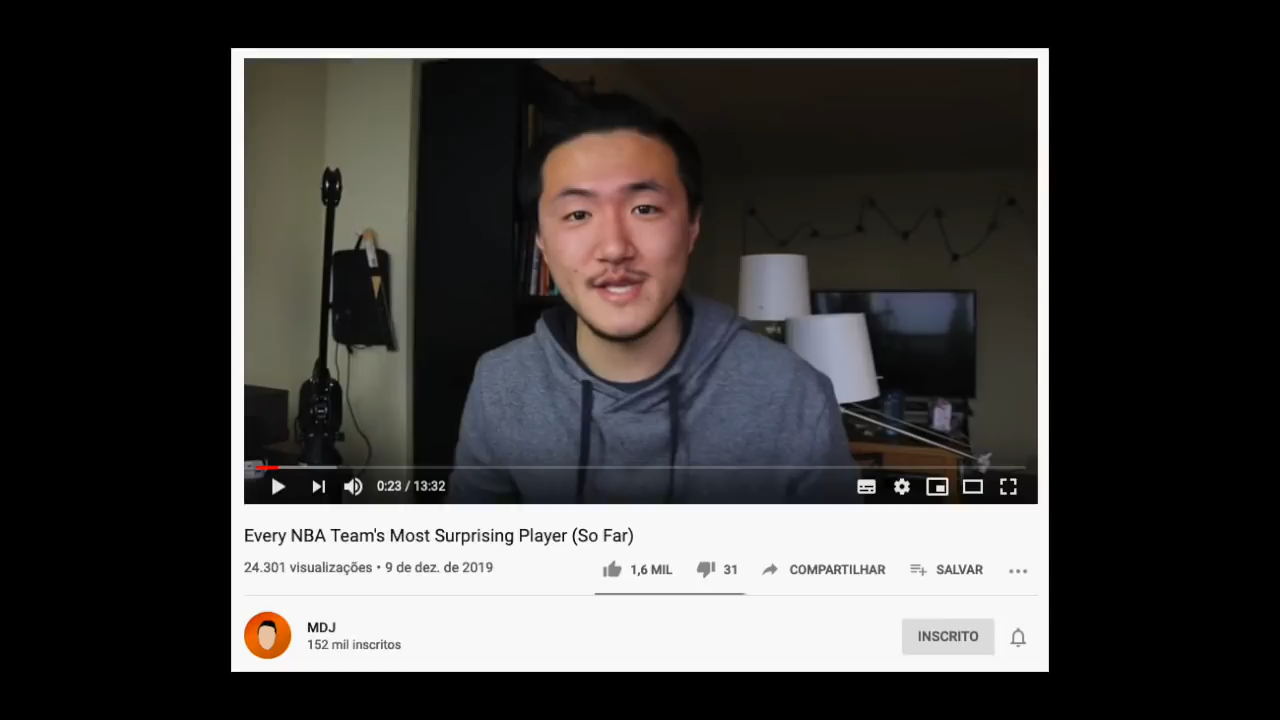 0:23 / 13:32
Every NBA Team's Most Surprising Player (So Far)
24.301 visualizações • 9 de dez. de 2019
1,6 MIL
31
COMPARTILHAR
SALVAR
MDJ
152 mil inscritos
INSCRITO